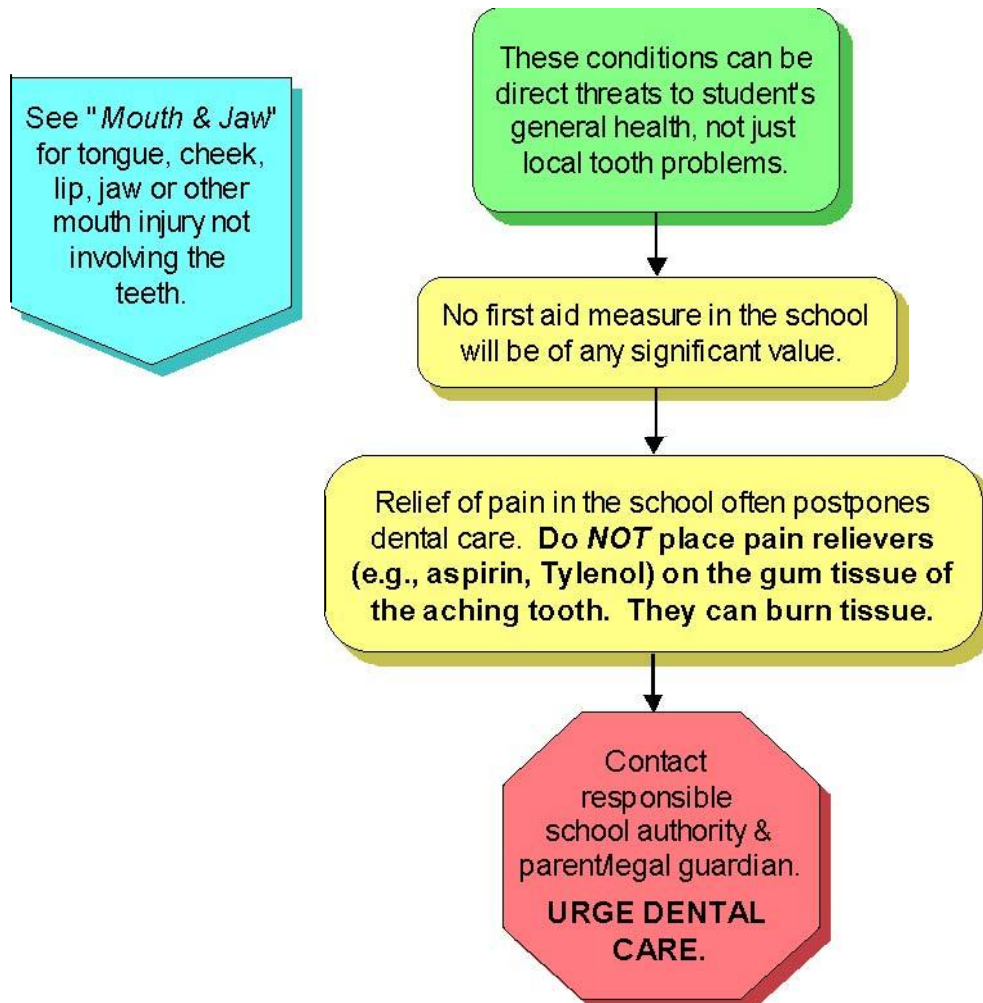 See "Mouth & Jaw"
for tongue, cheek,
lip, jaw or other
mouth injury not
involving the
teeth.
These conditions can be
direct threats to student's
general health, not just
local tooth problems.
No first aid measure in the school
will be of any significant value.
Relief of pain in the school often postpones
dental care. Do NOT place pain relievers
(e.g., aspirin, Tylenol) on the gum tissue of
the aching tooth. They can burn tissue.
Contact
responsible
school authority &
parent/legal guardian.
URGE DENTAL
CARE.